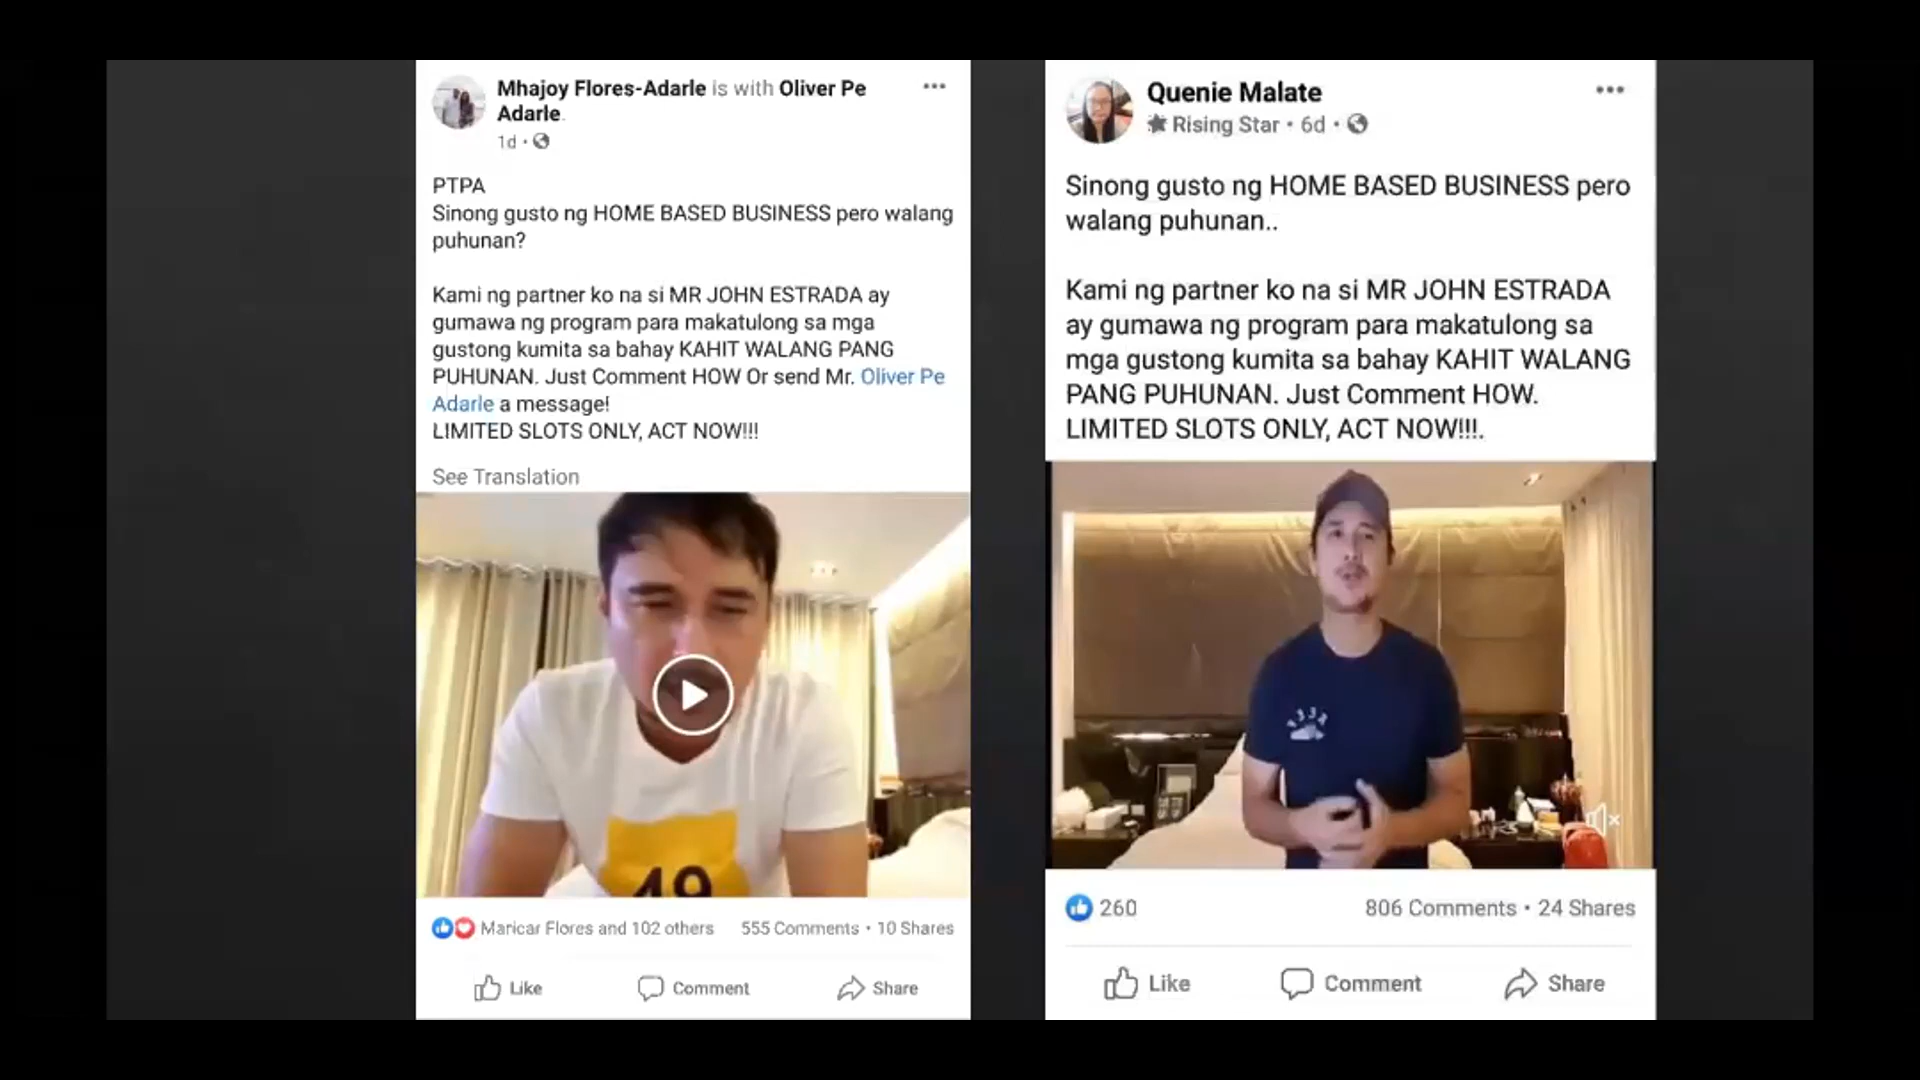 Mhajoy Flores-Adarle is with Oliver Pe
Adarle.
1d
PTPA
Sinong gusto ng HOME BASED BUSINESS pero walang
puhunan?
Kami ng partner ko na si MR JOHN ESTRADA ay
gumawa ng program para makatulong sa mga
gustong kumita sa bahay KAHIT WALANG PANG
PUHUNAN. Just Comment HOW Or send Mr. Oliver Pe
Adarle a message!
LIMITED SLOTS ONLY, ACT NOW!!!
See Translation
49
Maricar Flores and 102 others 555 Comments • 10 Shares
Like Comment Share
Quenie Malate
Rising Star • 6d •
Sinong gusto ng HOME BASED BUSINESS pero
walang puhunan..
Kami ng partner ko na si MR JOHN ESTRADA
ay gumawa ng program para makatulong sa
mga gustong kumita sa bahay KAHIT WALANG
PANG PUHUNAN. Just Comment HOW.
LIMITED SLOTS ONLY, ACT NOW!!!.
260 806 Comments • 24 Shares
Like Comment Share